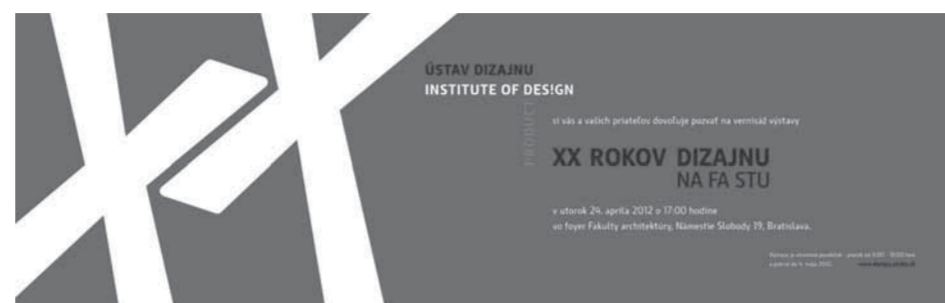 ÚSTAV DIZAJNU
INSTITUTE OF DES!GN
PRODUCT
si vás a vašich priateľov dovoľuje pozvať na vernisáž výstavy
XX ROKOV DIZAJNU
NA FA STU
v utorok 24. apríla 2012 o 17:00 hodine
vo foyer Fakulty architektúry, Námestie Slobody 19, Bratislava.